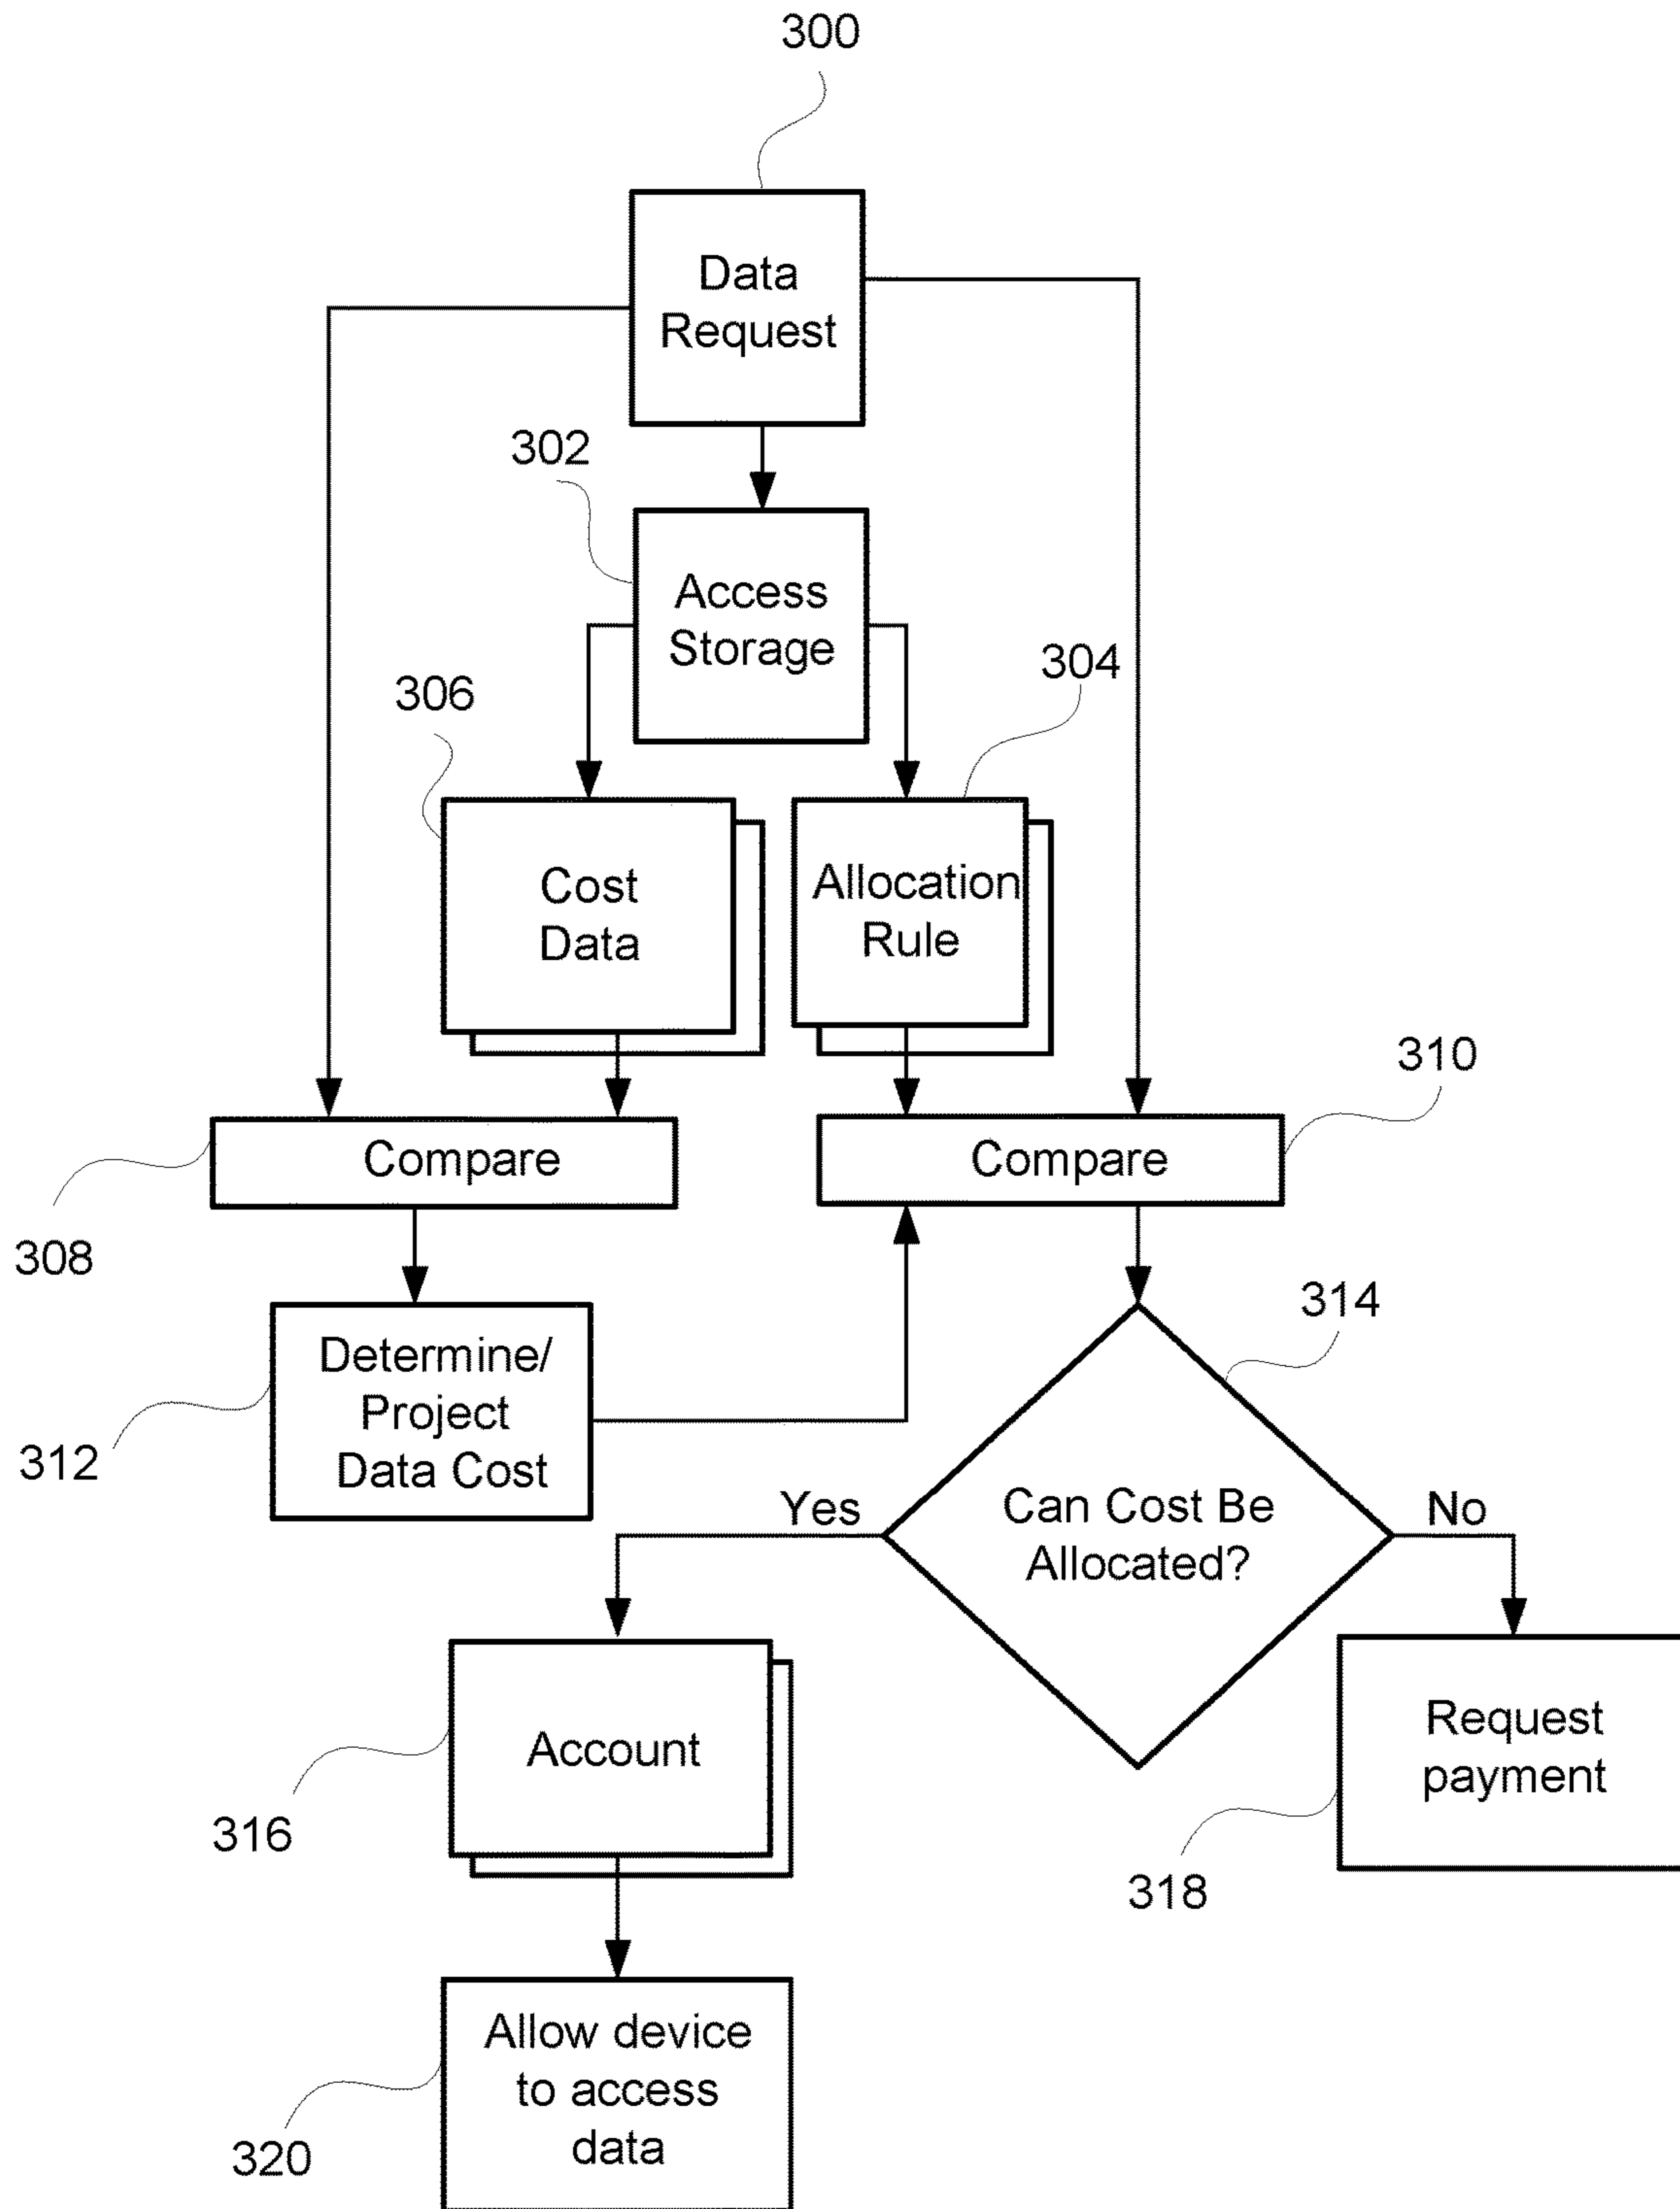 300
Data
Request
302
Access
Storage
304
306
Cost
Data
Allocation
Rule
310
Compare
Compare
308
314
Determine/
Project
Data Cost
312
Yes
Can Cost Be
Allocated?
No
Account
Request
payment
316
318
Allow device
to access
data
320